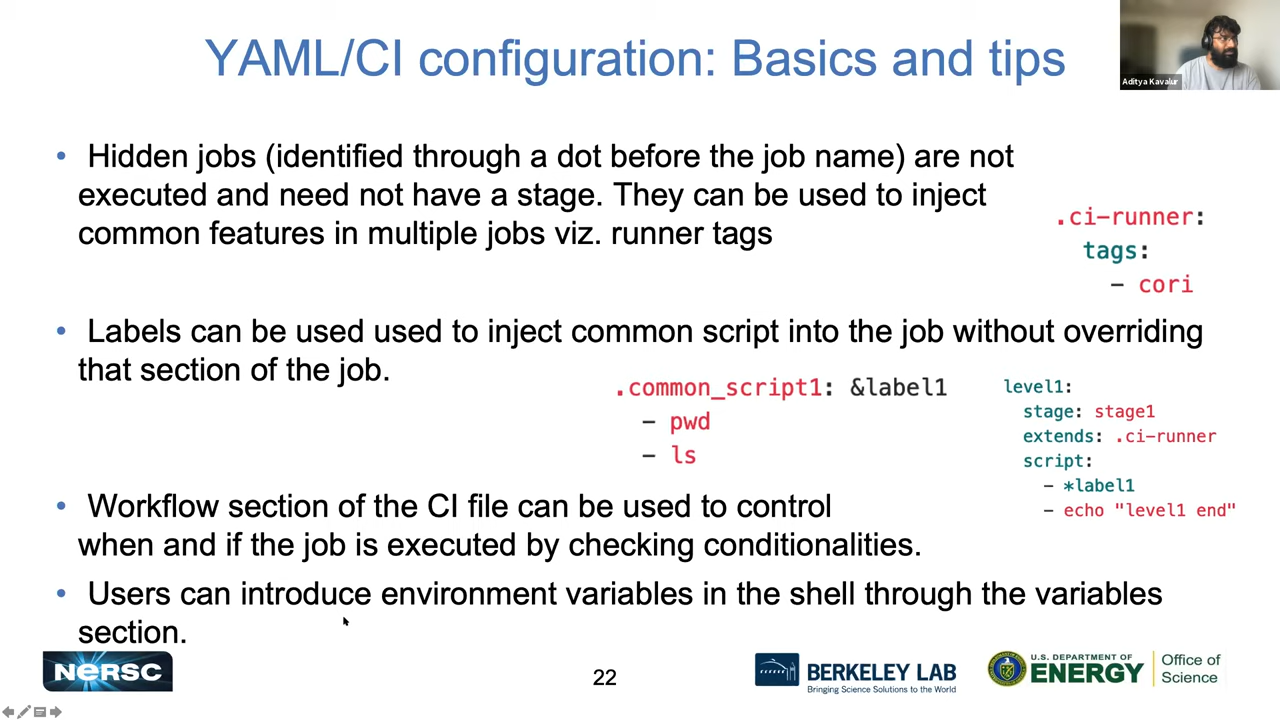 YAML/CI configuration: Basics and tips
Aditya Kavalur
• Hidden jobs (identified through a dot before the job name) are not
executed and need not have a stage. They can be used to inject
common features in multiple jobs viz. runner tags
.ci-runner:
tags:
- cori
• Labels can be used used to inject common script into the job without overriding
that section of the job.
.common_script1: &label1
- pwd
- ls
level1:
stage: stage1
extends: .ci-runner
script:
- *label1
- echo "level1 end"
• Workflow section of the CI file can be used to control
when and if the job is executed by checking conditionalities.
• Users can introduce environment variables in the shell through the variables
section.
NERSC
22
BERKELEY LAB
Bringing Science Solutions to the World
U.S. DEPARTMENT OF
ENERGY
Office of
Science